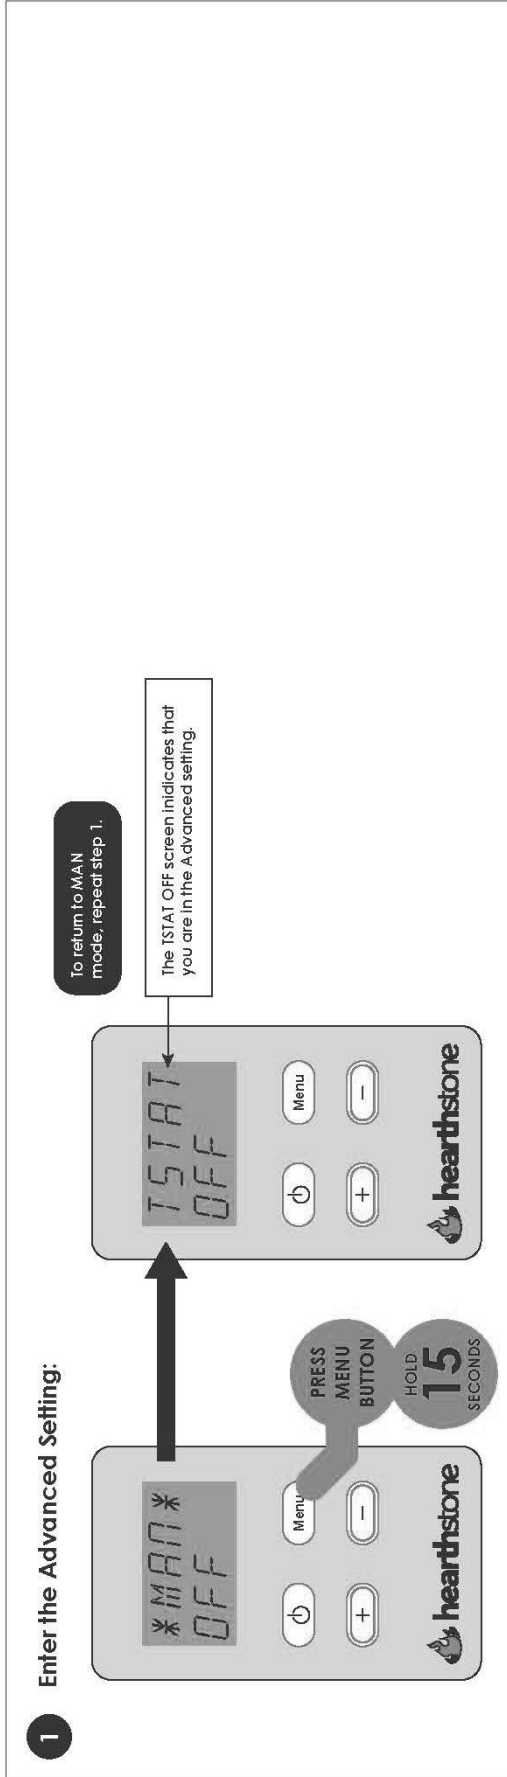 1
Enter the Advanced Setting:
*MAN*
OFF
Menu
+
−
hearthstone
PRESS
MENU
BUTTON
HOLD
15
SECONDS
TSTAT
OFF
Menu
+
−
hearthstone
To return to MAN
mode, repeat step 1.
The TSTAT OFF screen inidicates that
you are in the Advanced setting.